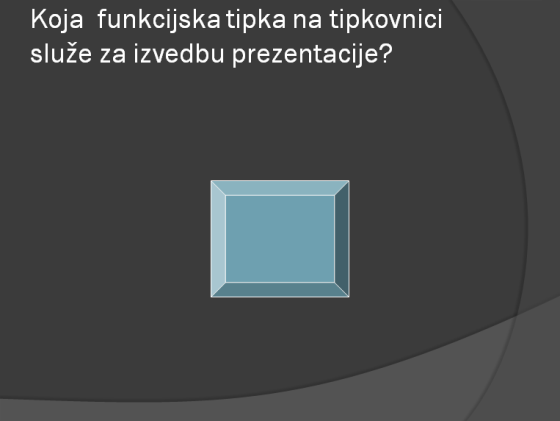 Koja  funkcijska tipka na tipkovnici
služe za izvedbu prezentacije?